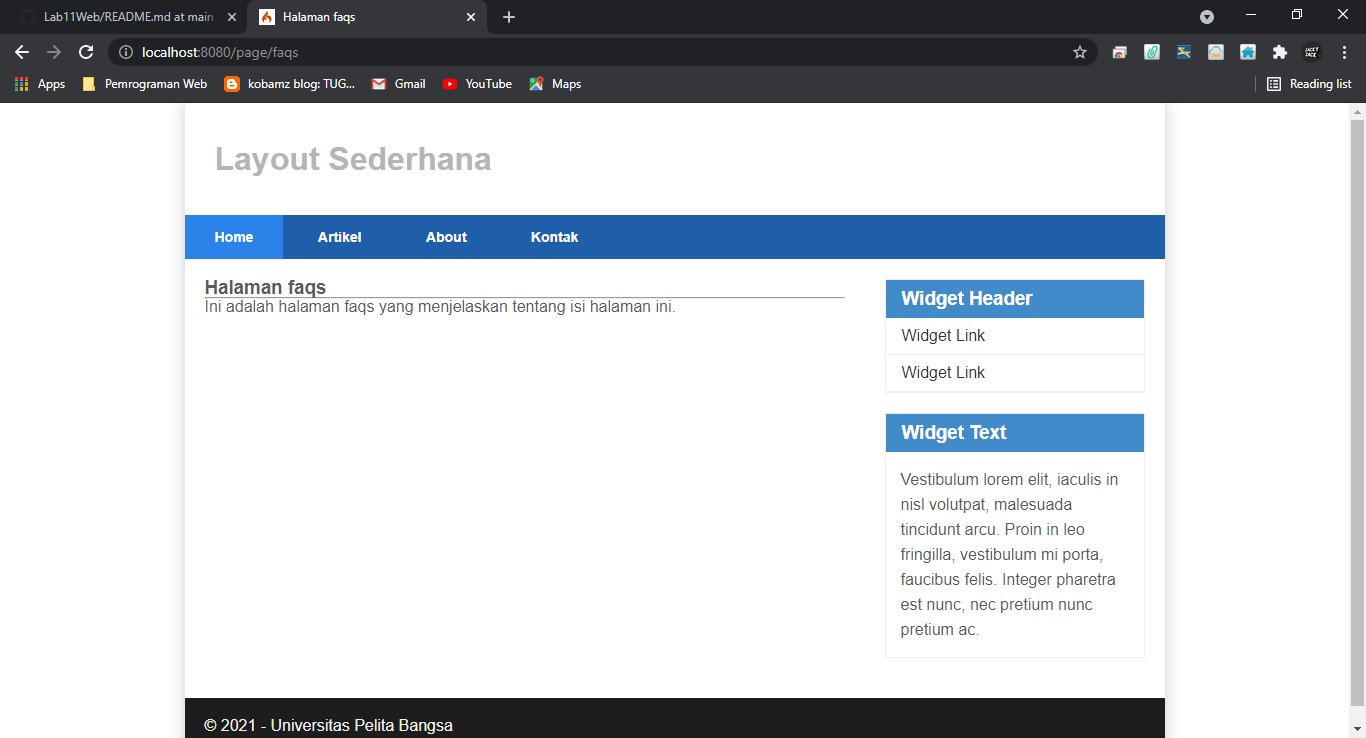 Lab11Web/README.md at main
Halaman faqs
localhost:8080/page/faqs
Apps
Pemrograman Web
kobamz blog: TUG...
Gmail
YouTube
Maps
Reading list
Layout Sederhana
Home
Artikel
About
Kontak
Halaman faqs
Ini adalah halaman faqs yang menjelaskan tentang isi halaman ini.
Widget Header
Widget Link
Widget Link
Widget Text
Vestibulum lorem elit, iaculis in
nisl volutpat, malesuada
tincidunt arcu. Proin in leo
fringilla, vestibulum mi porta,
faucibus felis. Integer pharetra
est nunc, nec pretium nunc
pretium ac.
© 2021 - Universitas Pelita Bangsa